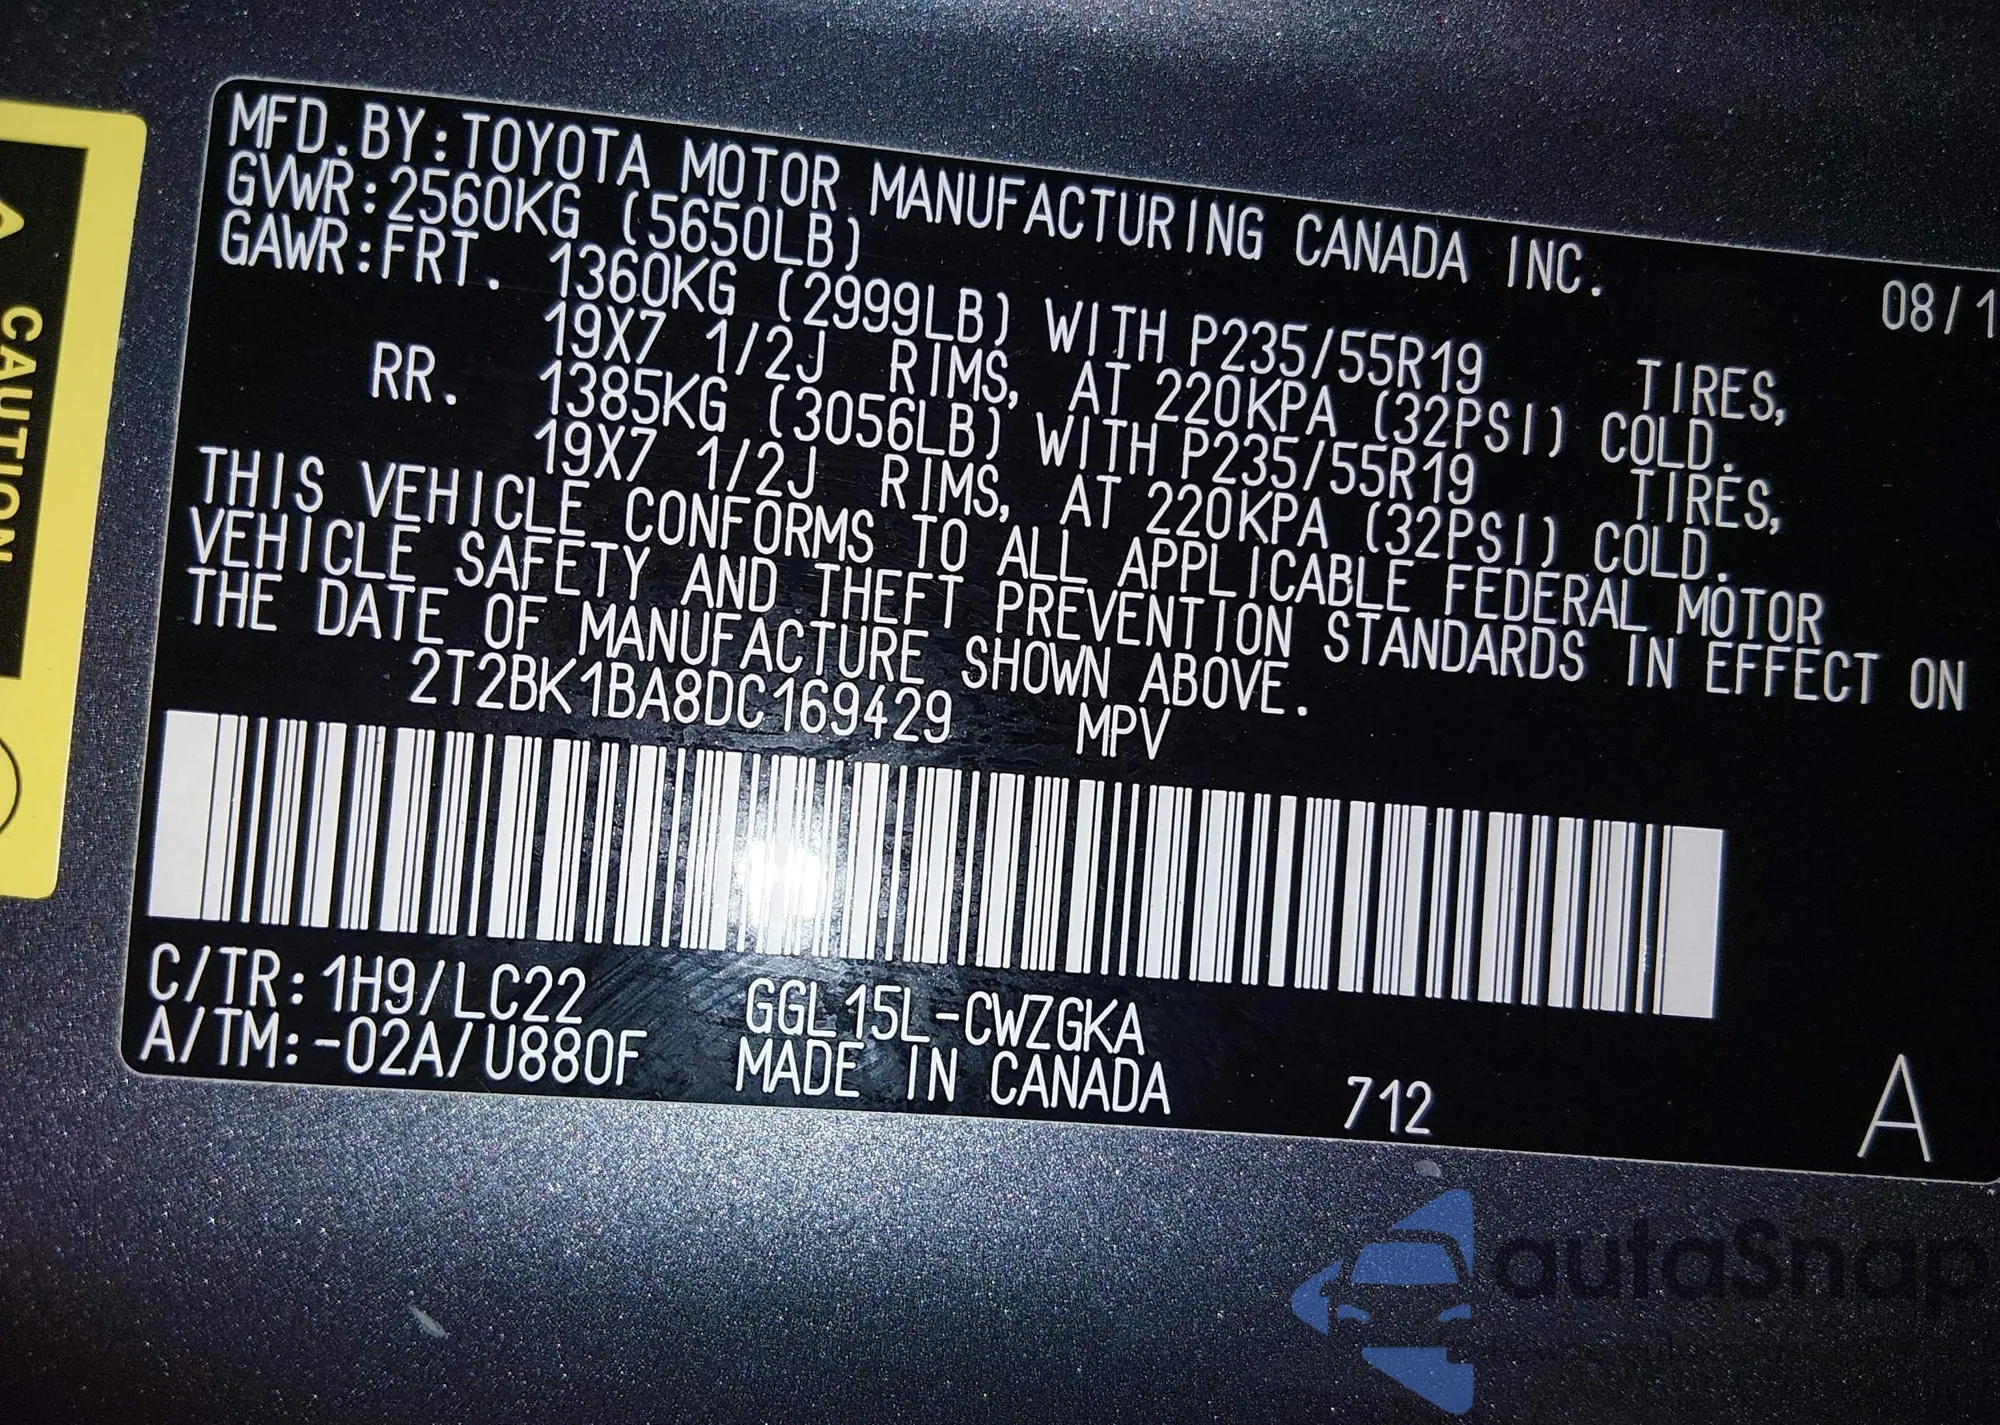 CAUTION
MFD.BY:TOYOTA MOTOR MANUFACTURING CANADA INC.
GVWR:2560KG (5650LB) 08/1
GAWR:FRT. 1360KG (2999LB) WITH P235/55R19 TIRES,
19X7 1/2J RIMS, AT 220KPA (32PSI) COLD.
RR. 1385KG (3056LB) WITH P235/55R19 TIRES,
19X7 1/2J RIMS, AT 220KPA (32PSI) COLD.
THIS VEHICLE CONFORMS TO ALL APPLICABLE FEDERAL MOTOR
VEHICLE SAFETY AND THEFT PREVENTION STANDARDS IN EFFECT ON
THE DATE OF MANUFACTURE SHOWN ABOVE.
2T2BK1BA8DC169429 MPV
C/TR:1H9/LC22 GGL15L-CWZGKA
A/TM:-02A/U880F MADE IN CANADA 712 A
autaSnap